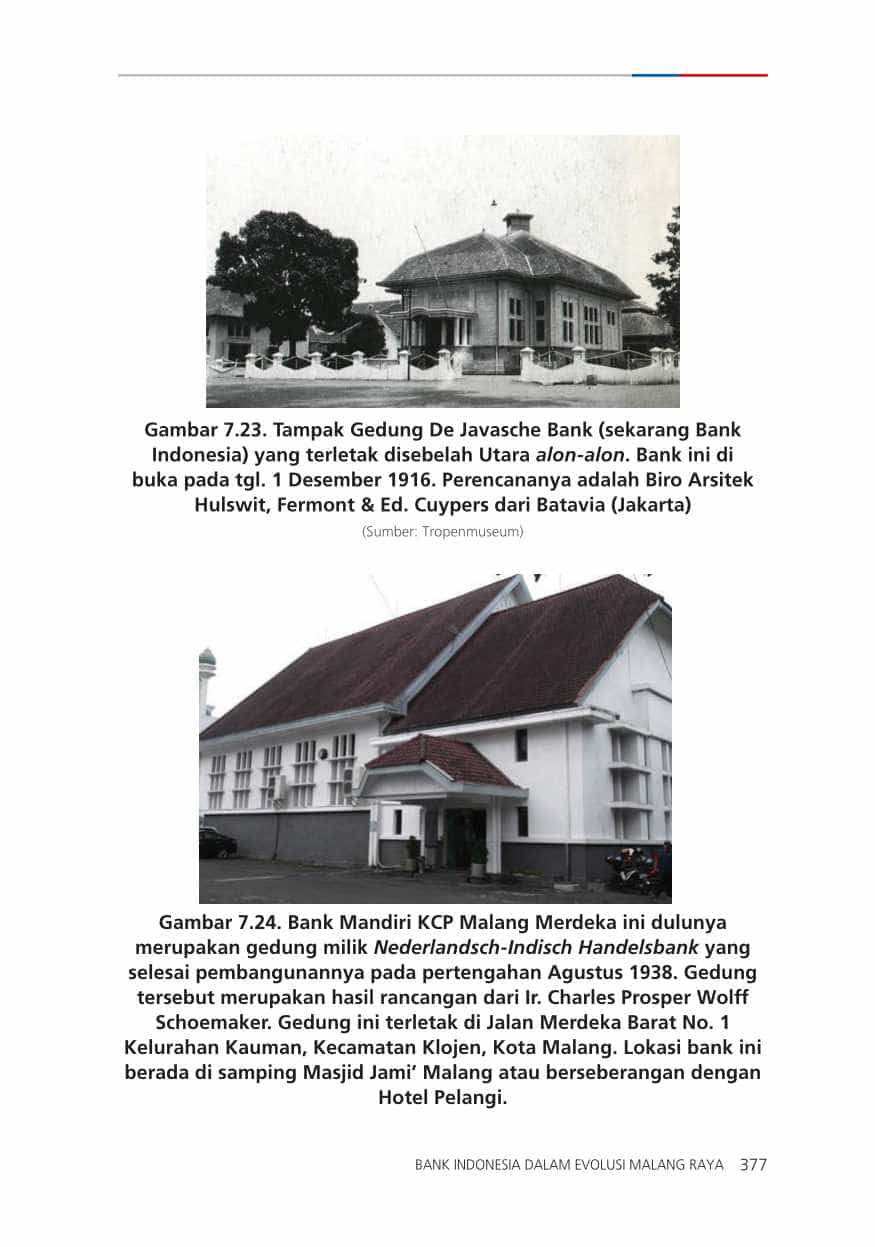 Gambar 7.23. Tampak Gedung De Javasche Bank (sekarang Bank
Indonesia) yang terletak disebelah Utara alon-alon. Bank ini di
buka pada tgl. 1 Desember 1916. Perencananya adalah Biro Arsitek
Hulswit, Fermont & Ed. Cuypers dari Batavia (Jakarta)
(Sumber: Tropenmuseum)
Gambar 7.24. Bank Mandiri KCP Malang Merdeka ini dulunya
merupakan gedung milik Nederlandsch-Indisch Handelsbank yang
selesai pembangunannya pada pertengahan Agustus 1938. Gedung
tersebut merupakan hasil rancangan dari Ir. Charles Prosper Wolff
Schoemaker. Gedung ini terletak di Jalan Merdeka Barat No. 1
Kelurahan Kauman, Kecamatan Klojen, Kota Malang. Lokasi bank ini
berada di samping Masjid Jami‘ Malang atau berseberangan dengan
Hotel Pelangi.
BANK INDONESIA DALAM EVOLUSI MALANG RAYA 377